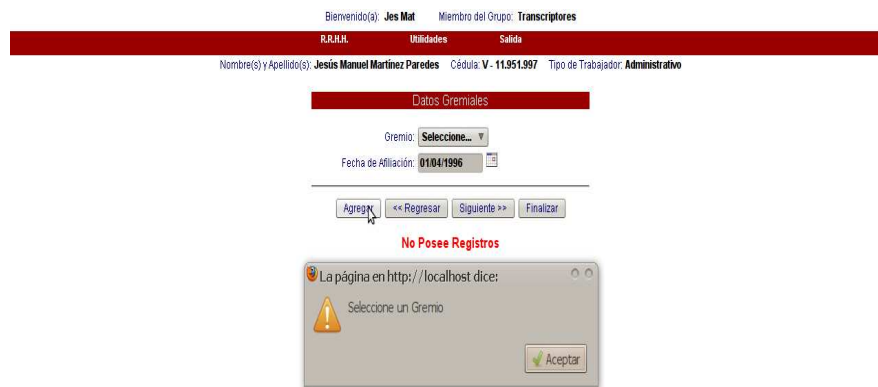 Bienvenido(a): Jes Mat Miembro del Grupo: Transcriptores
R.R.H.H. Utilidades Salida
Nombre(s) y Apellido(s): Jesús Manuel Martínez Paredes Cédula: V - 11.951.997 Tipo de Trabajador: Administrativo
Datos Gremiales
Gremio: Seleccione...
Fecha de Afiliación: 01/04/1996
Agregar << Regresar Siguiente >> Finalizar
No Posee Registros
La página en http://localhost dice:
Seleccione un Gremio
Aceptar